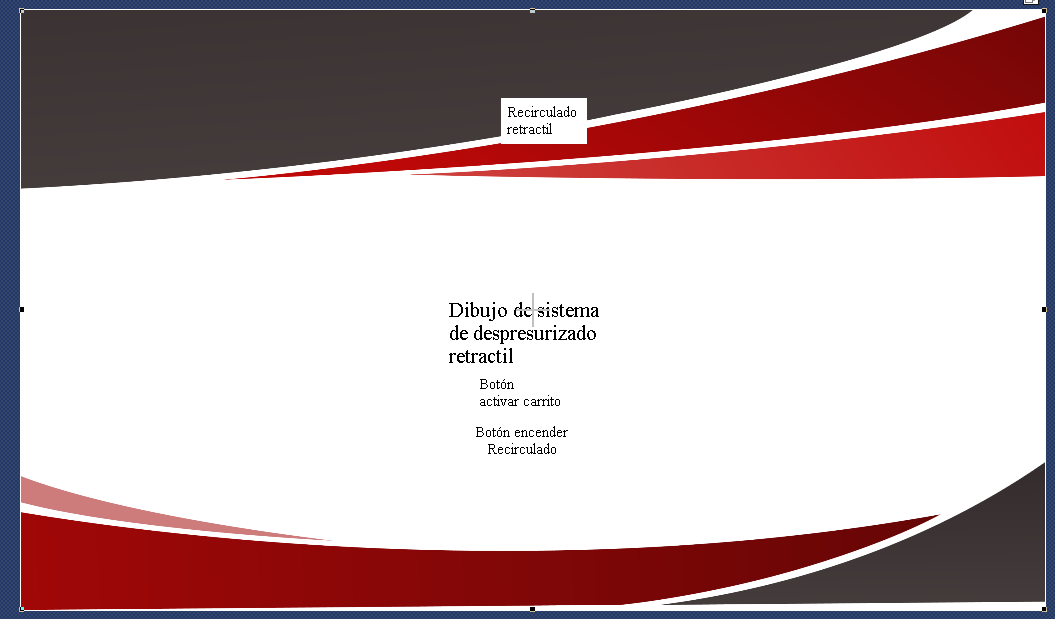 Recirculado
retractil
Dibujo de sistema
de despresurizado
retractil
Botón
activar carrito
Botón encender
Recirculado